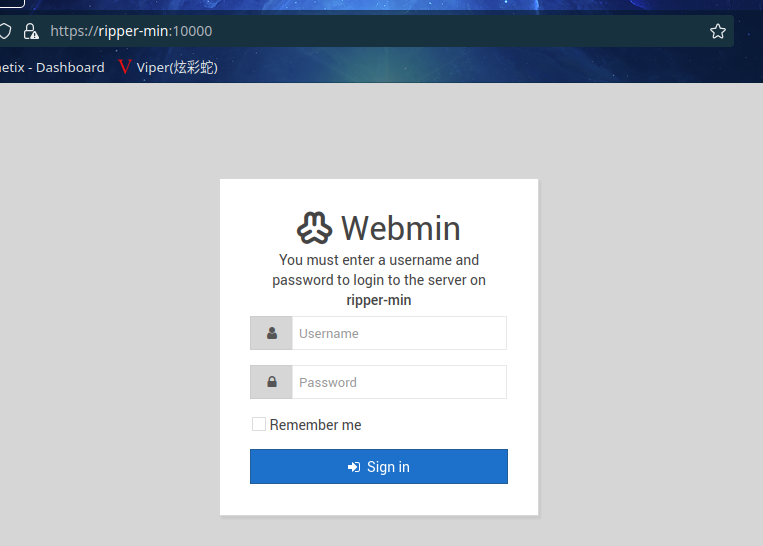 https://ripper-min:10000
etix - Dashboard V Viper(炫彩蛇)
Webmin
You must enter a username and
password to login to the server on
ripper-min
Username
Password
Remember me
Sign in